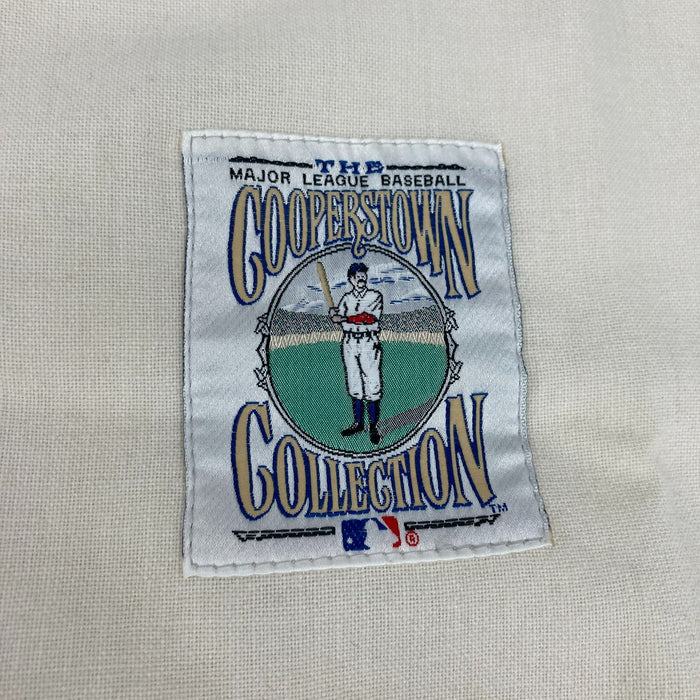 THE
MAJOR LEAGUE BASEBALL
COOPERSTOWN
COLLECTION
TM
®